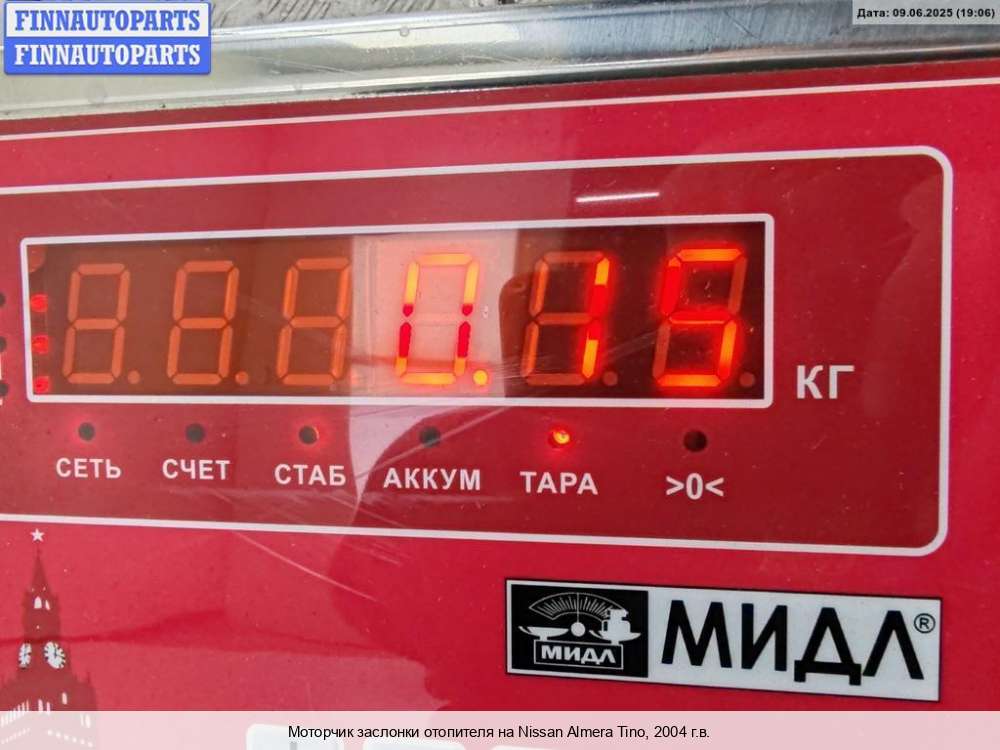 FINNAUTOPARTS
FINNAUTOPARTS
Дата: 09.06.2025 (19:06)
0.15
КГ
СЕТЬ СЧЕТ СТАБ АККУМ ТАРА >0<
МИДЛ
МИДЛ®
Моторчик заслонки отопителя на Nissan Almera Tino, 2004 г.в.